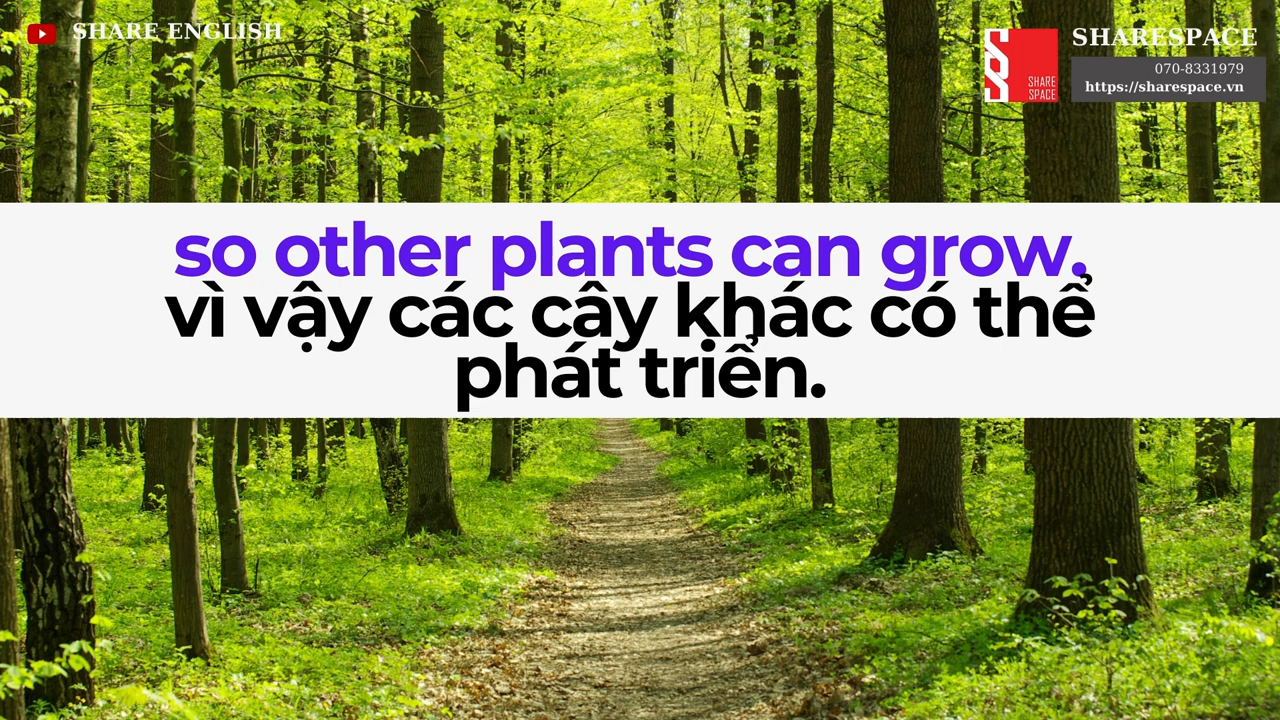 SHARE ENGLISH
SHARESPACE
070-8331979
https://sharespace.vn
SHARE
SPACE
so other plants can grow.
vì vậy các cây khác có thể
phát triển.